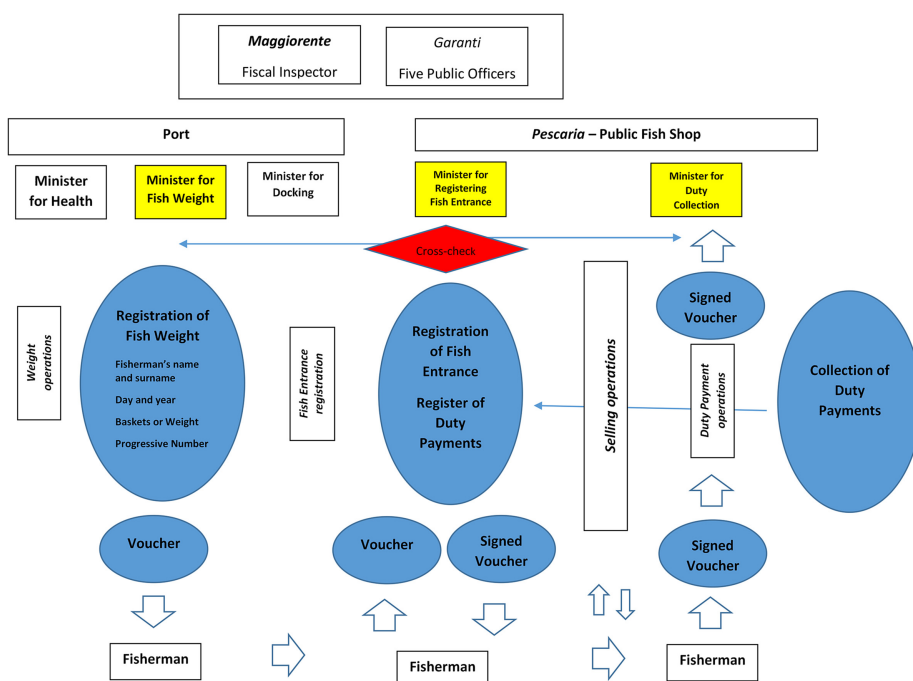 Maggiorente
Fiscal Inspector
Garanti
Five Public Officers
Port
Pescaria – Public Fish Shop
Minister
for Health
Minister for
Fish Weight
Minister for
Docking
Minister for
Registering
Fish Entrance
Minister for
Duty
Collection
Cross-check
Weight
operations
Registration of
Fish Weight
Fisherman's name
and surname
Day and year
Baskets or Weight
Progressive Number
Fish Entrance
registration
Registration
of Fish
Entrance
Register of
Duty
Payments
Selling operations
Signed
Voucher
Duty Payment
operations
Collection of
Duty
Payments
Voucher
Voucher
Signed
Voucher
Signed
Voucher
Fisherman
Fisherman
Fisherman